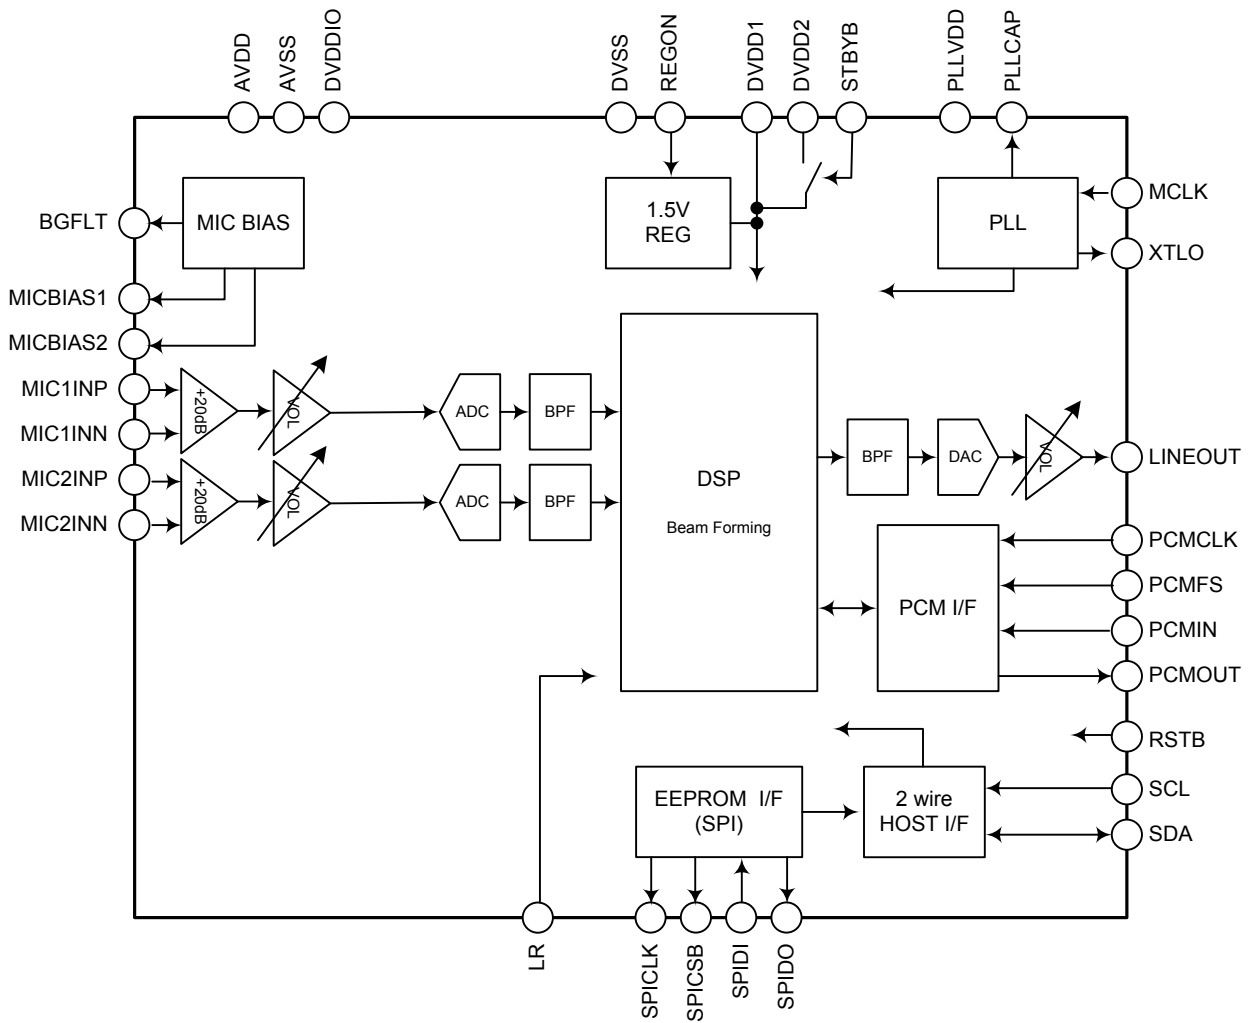 AVDD
AVSS
DVDDIO
DVSS
REGON
DVDD1
DVDD2
STBYB
PLLVDD
PLLCAP
BGFLT
MIC BIAS
1.5V
REG
PLL
MCLK
XTLO
MICBIAS1
MICBIAS2
MIC1INP
MIC1INN
MIC2INP
MIC2INN
+20dB
VOL
ADC
BPF
+20dB
VOL
ADC
BPF
DSP
Beam Forming
BPF
DAC
VOL
LINEOUT
PCM I/F
PCMCLK
PCMFS
PCMIN
PCMOUT
RSTB
EEPROM I/F
(SPI)
2 wire
HOST I/F
SCL
SDA
LR
SPICLK
SPICSB
SPIDI
SPIDO